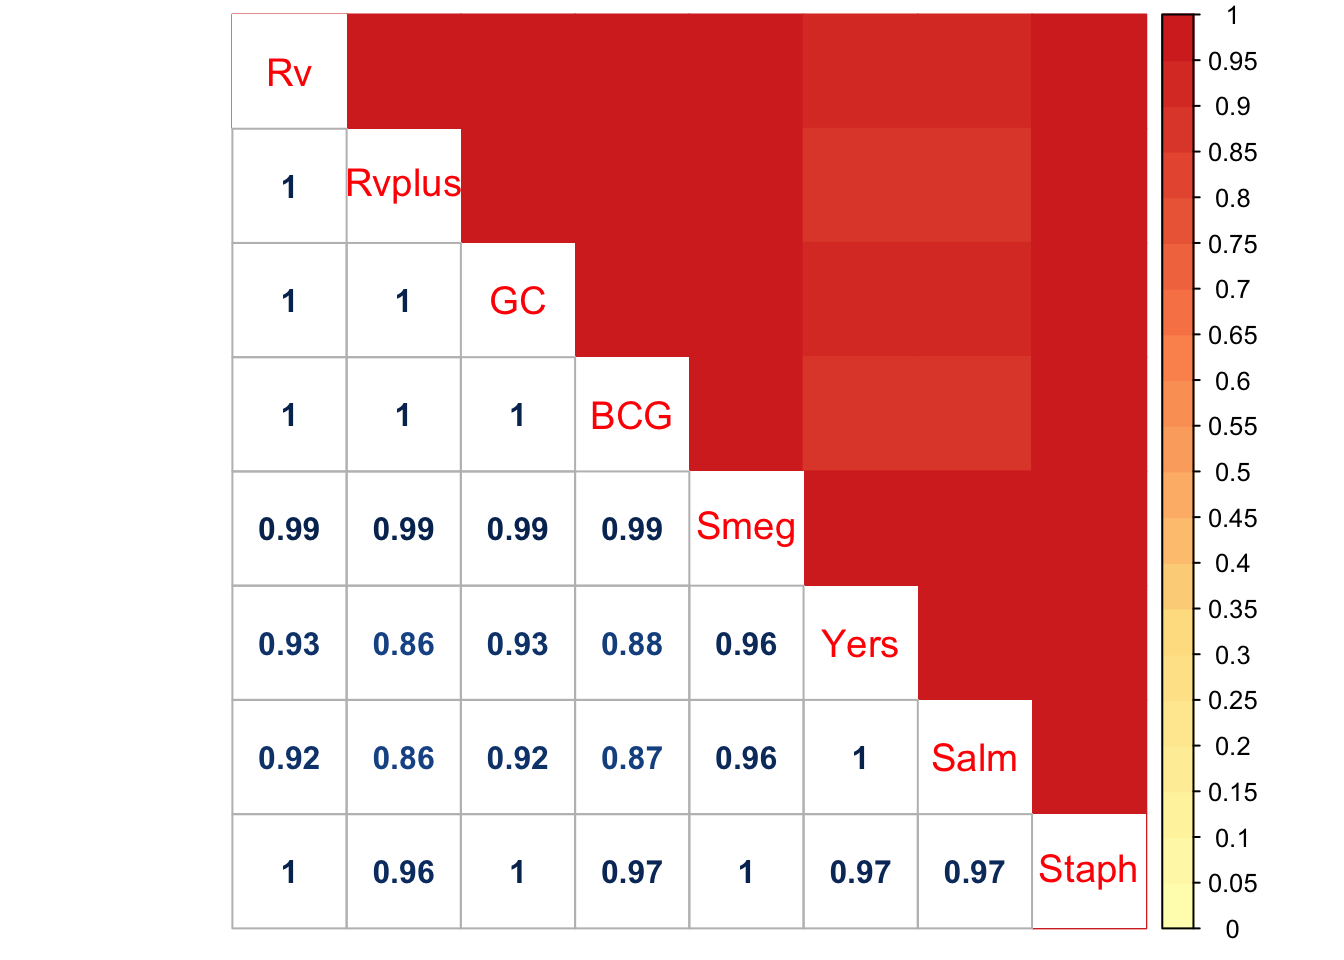 Rv
1 Rvplus
1 1 GC
1 1 1 BCG
0.99 0.99 0.99 0.99 Smeg
0.93 0.86 0.93 0.88 0.96 Yers
0.92 0.86 0.92 0.87 0.96 1 Salm
1 0.96 1 0.97 1 0.97 0.97 Staph
1
0.95
0.9
0.85
0.8
0.75
0.7
0.65
0.6
0.55
0.5
0.45
0.4
0.35
0.3
0.25
0.2
0.15
0.1
0.05
0